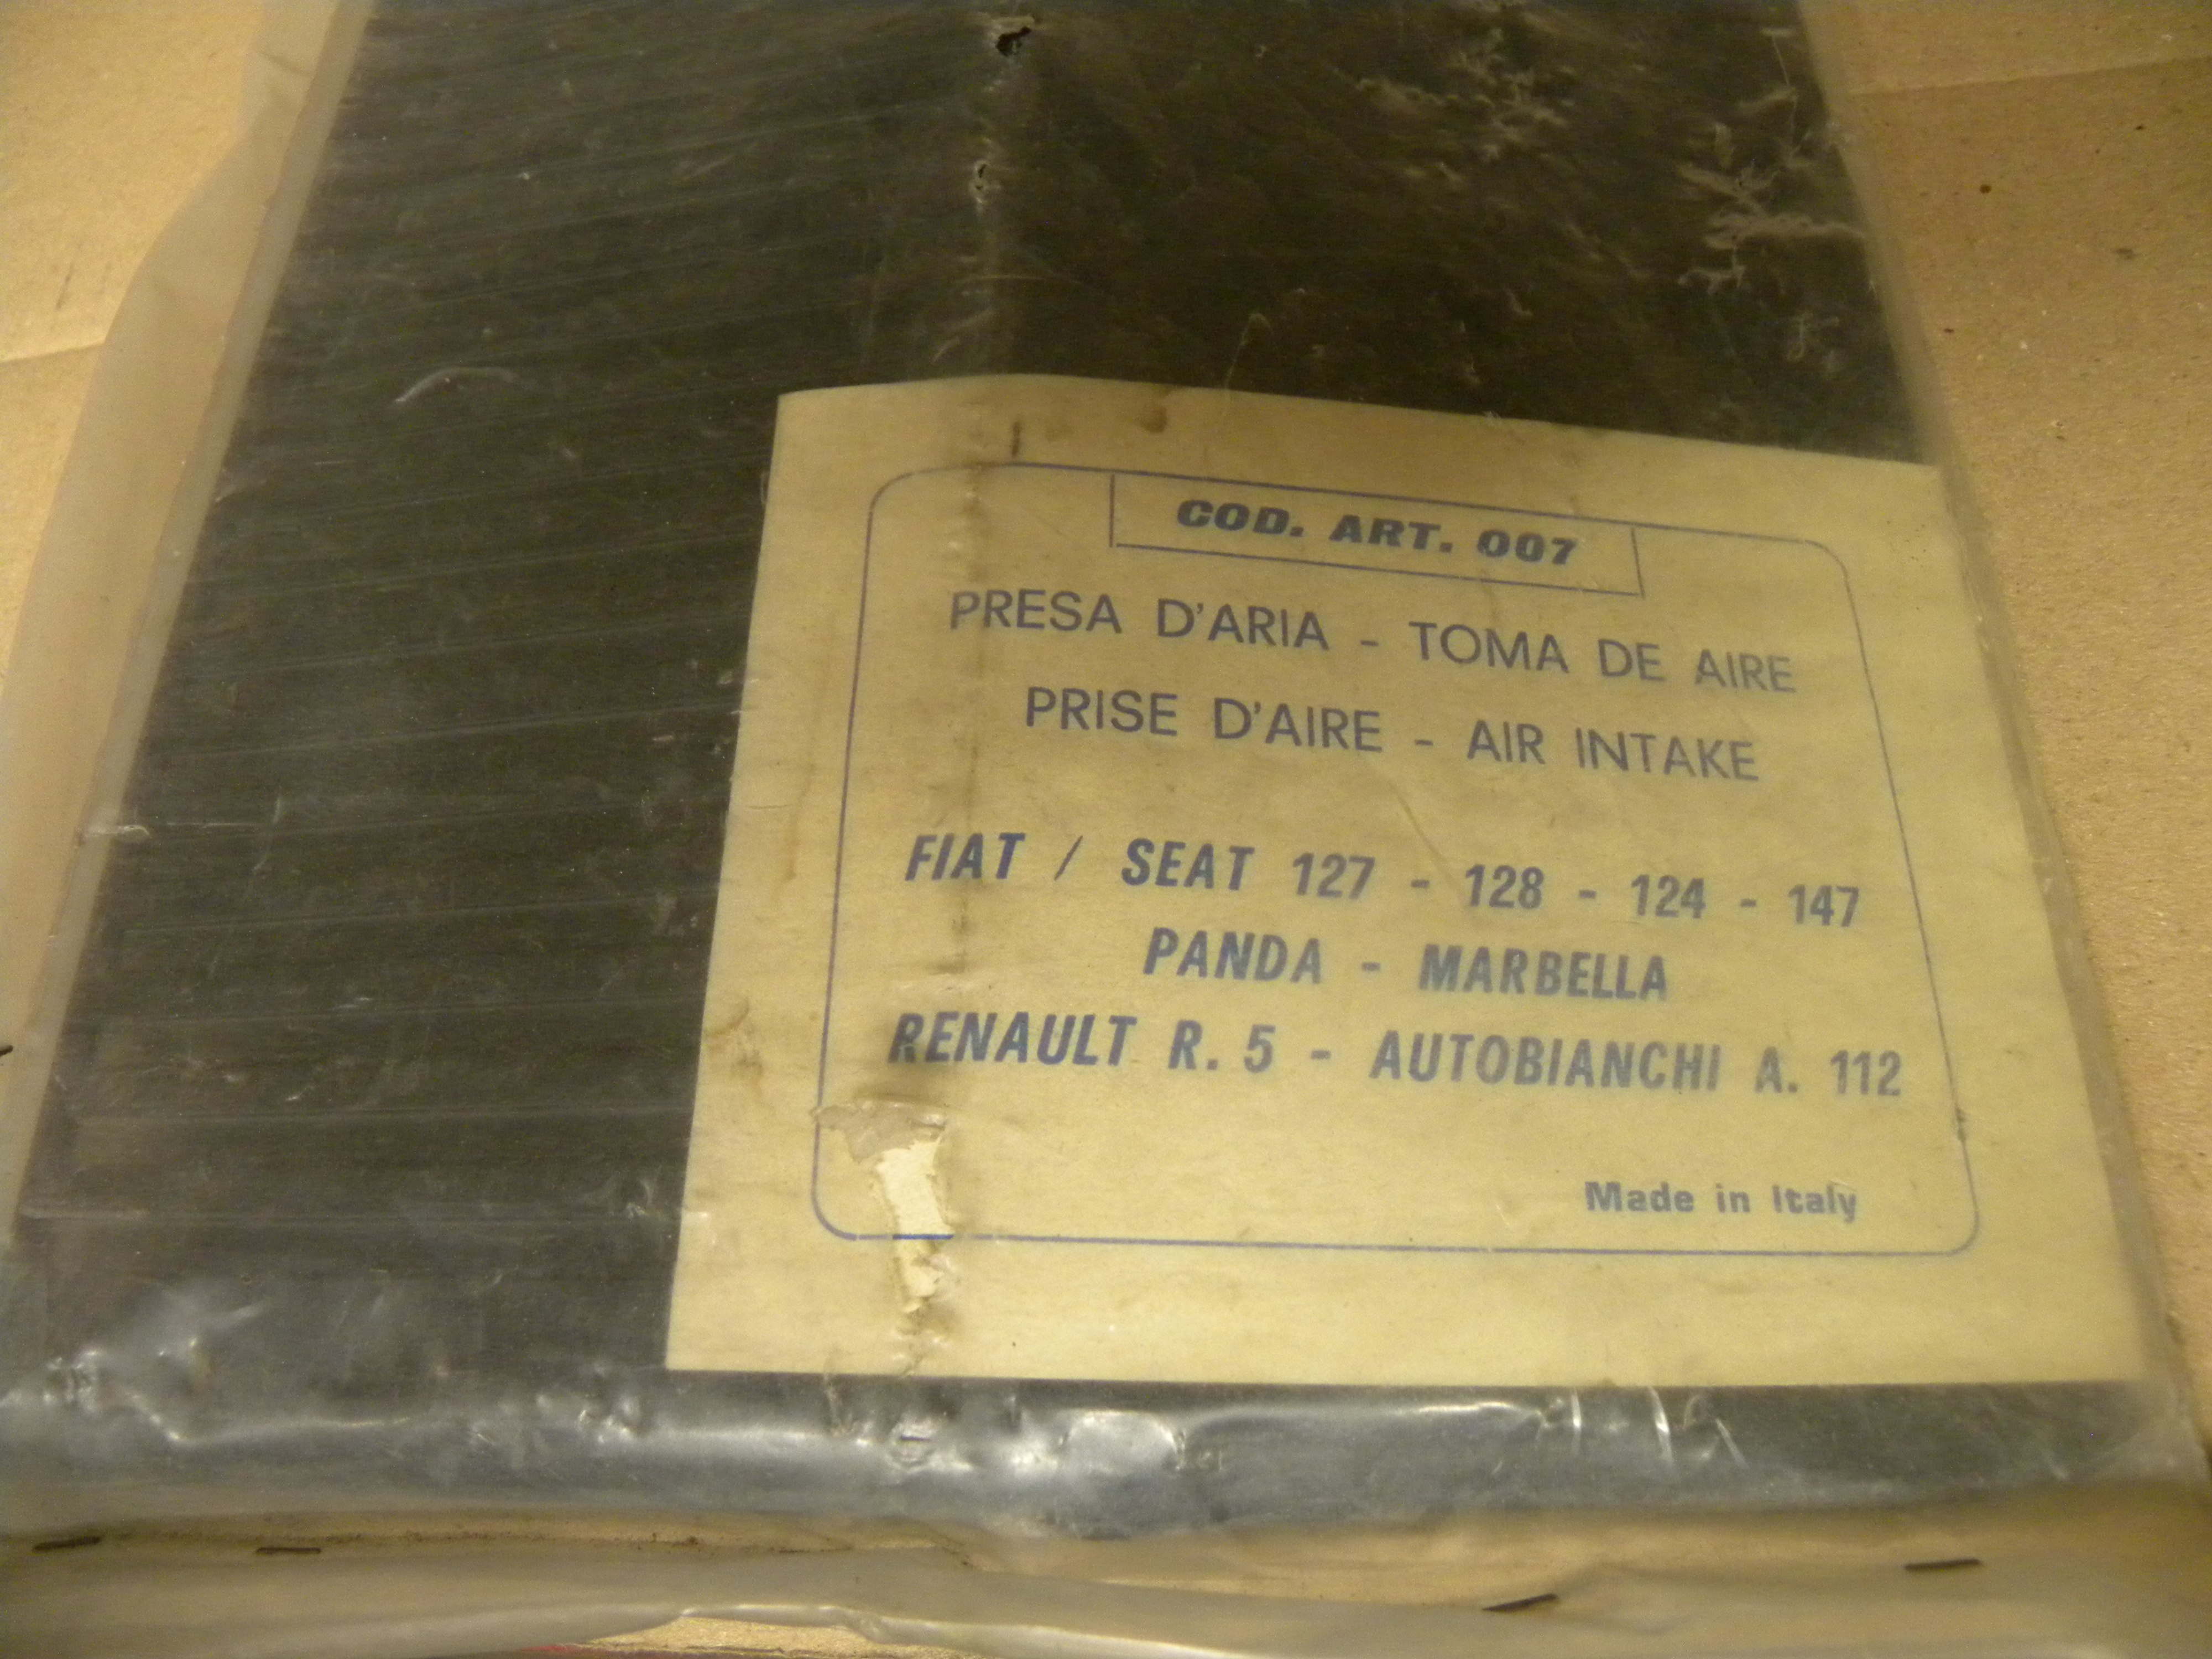 COD. ART. 007
PRESA D'ARIA - TOMA DE AIRE
PRISE D'AIRE - AIR INTAKE
FIAT / SEAT 127 - 128 - 124 - 147
PANDA - MARBELLA
RENAULT R. 5 - AUTOBIANCHI A. 112
Made in Italy